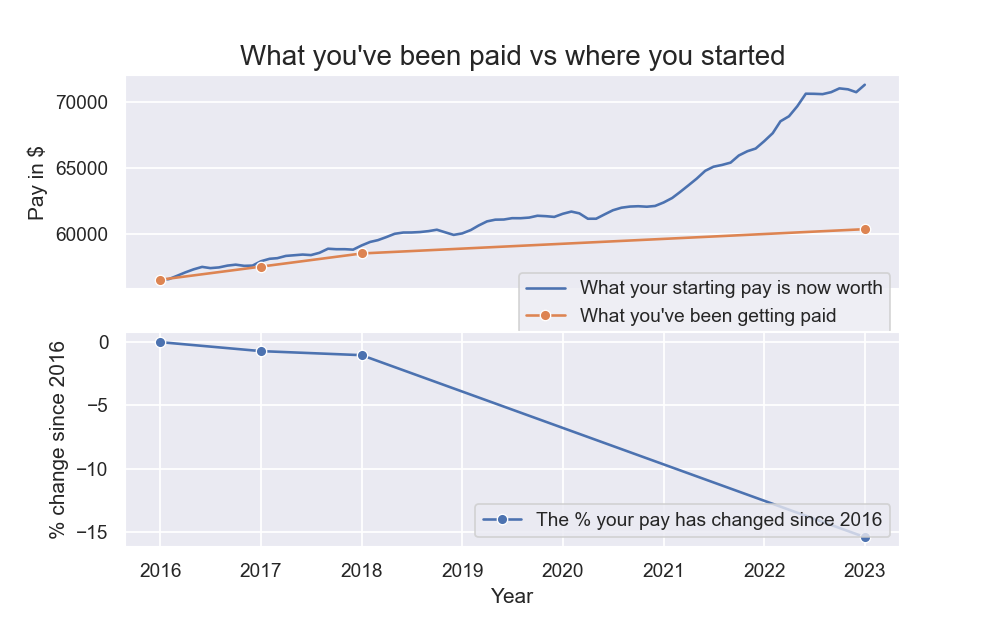 What you've been paid vs where you started
70000
65000
60000
Pay in $
What your starting pay is now worth
What you've been getting paid
0
−5
−10
−15
% change since 2016
The % your pay has changed since 2016
2016 2017 2018 2019 2020 2021 2022 2023
Year